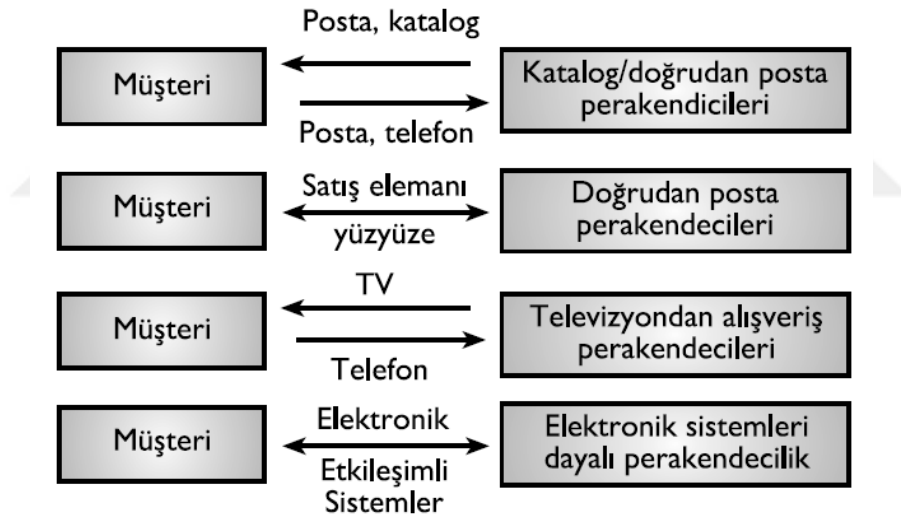 Posta, katalog
Müşteri
Katalog/doğrudan posta
perakendicileri
Posta, telefon
Müşteri
Satış elemanı
yüzyüze
Doğrudan posta
perakendecileri
Müşteri
TV
Telefon
Televizyondan alışveriş
perakendecileri
Müşteri
Elektronik
Etkileşimli
Sistemler
Elektronik sistemleri
dayalı perakendecilik